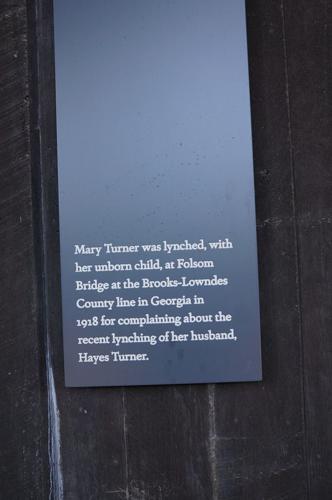 Mary Turner was lynched, with
her unborn child, at Folsom
Bridge at the Brooks-Lowndes
County line in Georgia in
1918 for complaining about the
recent lynching of her husband,
Hayes Turner.